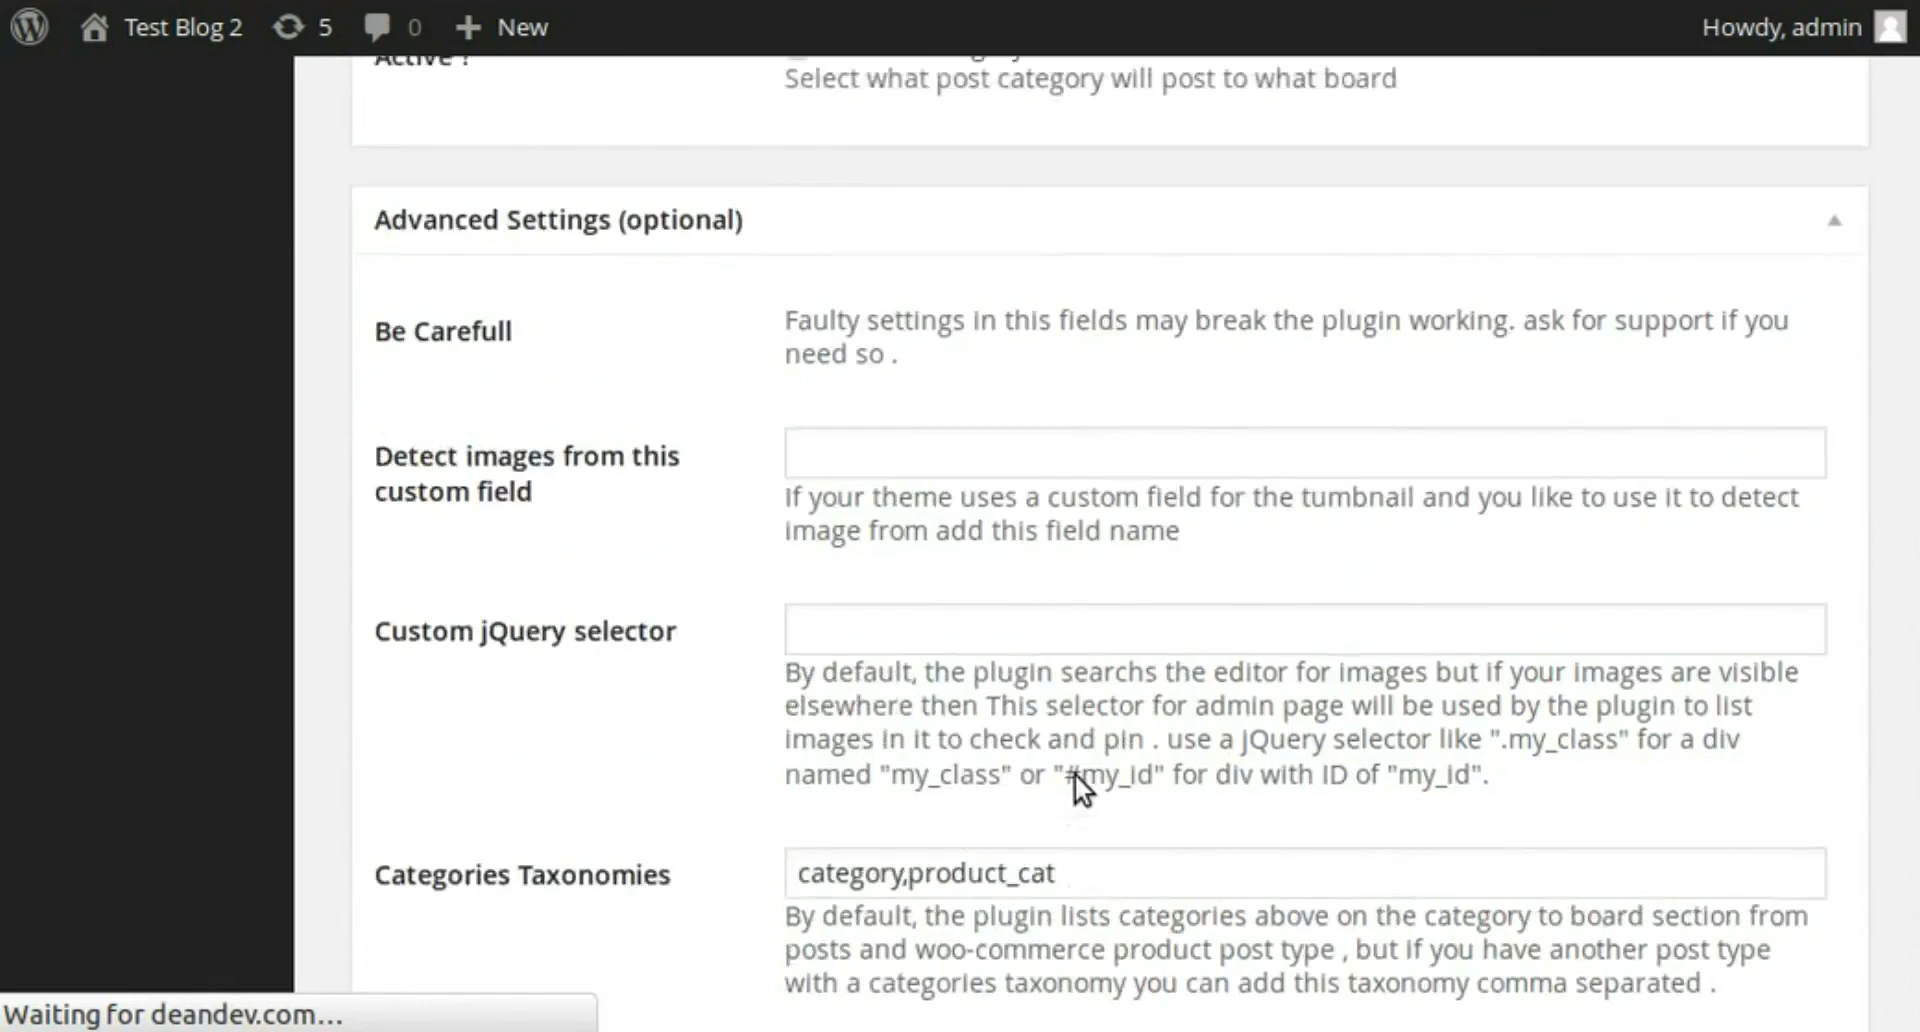 Test Blog 2 5 0 New Howdy, admin
Active ?
Select what post category will post to what board
Advanced Settings (optional)
Be Carefull
Faulty settings in this fields may break the plugin working. ask for support if you
need so .
Detect images from this
custom field
If your theme uses a custom field for the tumbnail and you like to use it to detect
image from add this field name
Custom jQuery selector
By default, the plugin searchs the editor for images but if your images are visible
elsewhere then This selector for admin page will be used by the plugin to list
images in it to check and pin . use a jQuery selector like ".my_class" for a div
named "my_class" or "#my_id" for div with ID of "my_id".
Categories Taxonomies
category,product_cat
By default, the plugin lists categories above on the category to board section from
posts and woo-commerce product post type , but if you have another post type
with a categories taxonomy you can add this taxonomy comma separated .
Waiting for deandev.com...